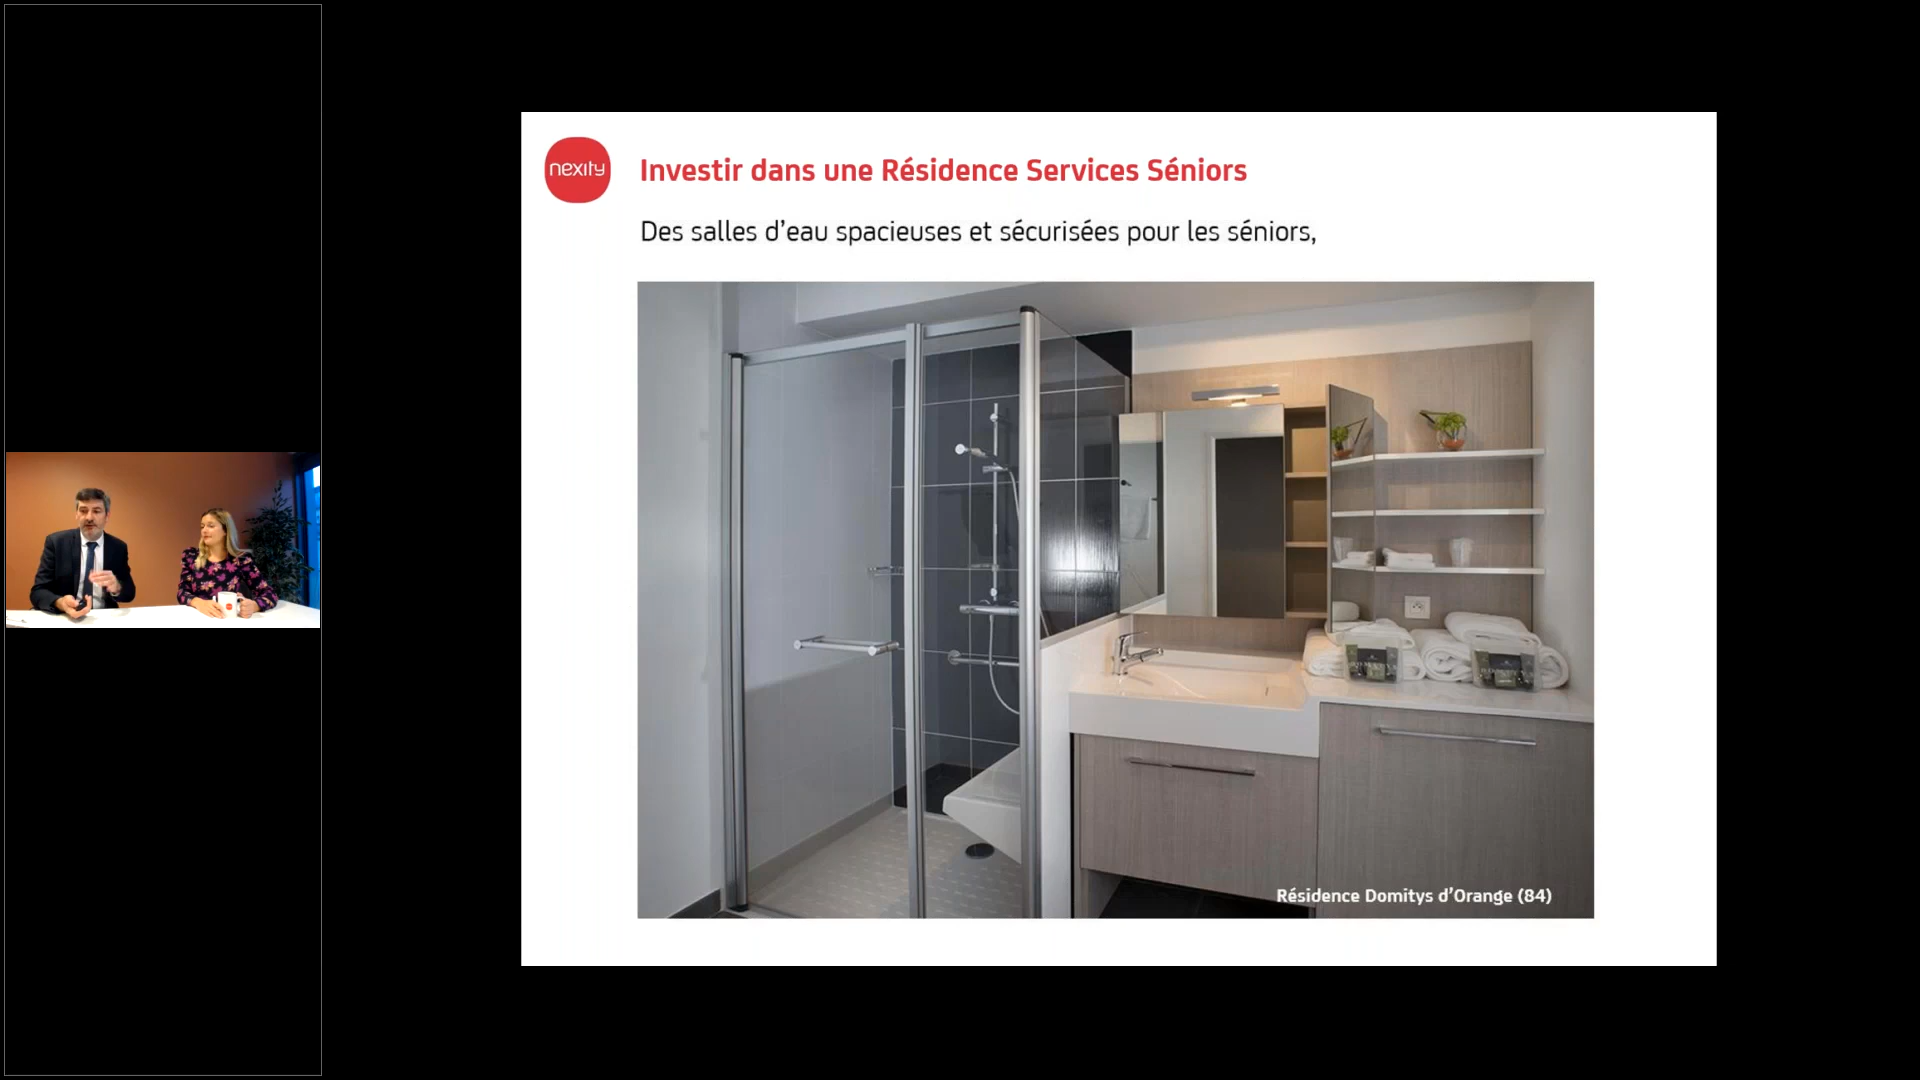 nexity
Investir dans une Résidence Services Séniors
Des salles d’eau spacieuses et sécurisées pour les séniors,
Résidence Domitys d’Orange (84)